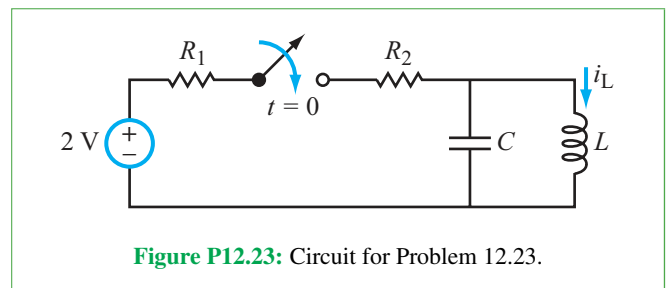 R1
R2
t = 0
iL
2 V
+
−
C
L
Figure P12.23: Circuit for Problem 12.23.